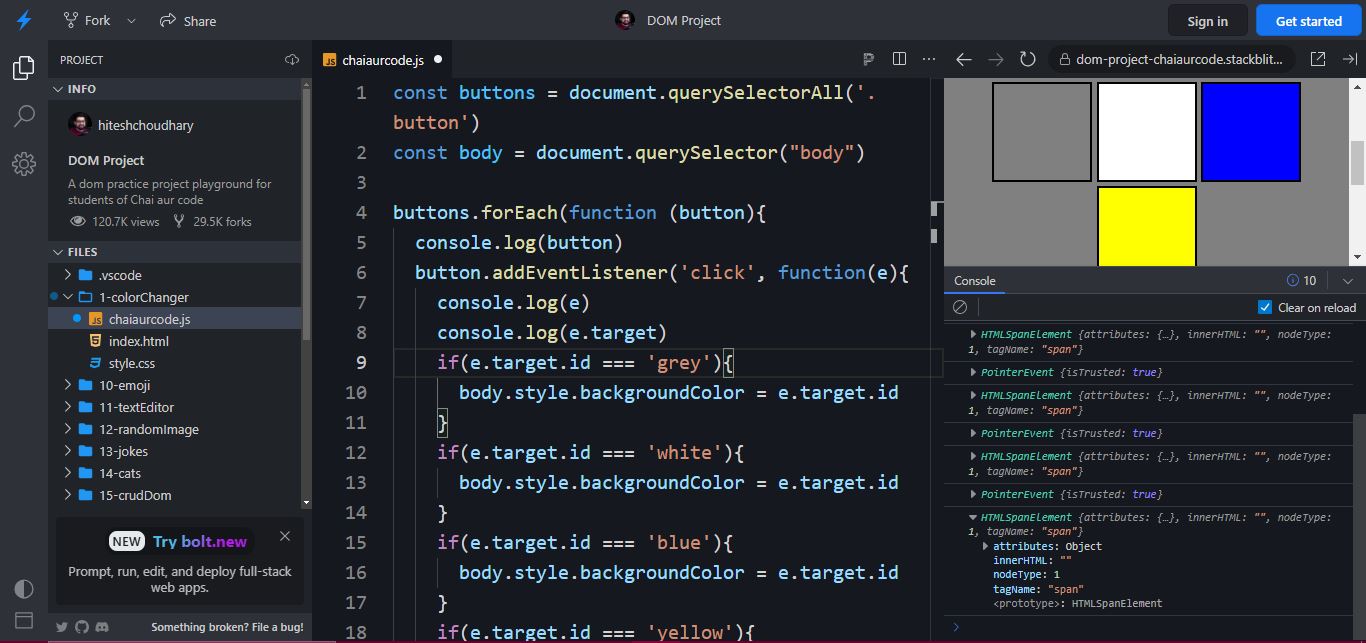 Fork
Share
DOM Project
Sign in
Get started
PROJECT
INFO
hiteshchoudhary
DOM Project
A dom practice project playground for
students of Chai aur code
120.7K views
29.5K forks
FILES
.vscode
1-colorChanger
JS chaiaurcode.js
index.html
style.css
10-emoji
11-textEditor
12-randomImage
13-jokes
14-cats
15-crudDom
NEW Try bolt.new
Prompt, run, edit, and deploy full-stack
web apps.
Something broken? File a bug!
JS chaiaurcode.js
1 const buttons = document.querySelectorAll('.
button')
2 const body = document.querySelector("body")
3
4 buttons.forEach(function (button){
5 console.log(button)
6 button.addEventListener('click', function(e){
7 console.log(e)
8 console.log(e.target)
9 if(e.target.id === 'grey'){
10 body.style.backgroundColor = e.target.id
11 }
12 if(e.target.id === 'white'){
13 body.style.backgroundColor = e.target.id
14 }
15 if(e.target.id === 'blue'){
16 body.style.backgroundColor = e.target.id
17 }
18 if(e.target.id === 'yellow'){
dom-project-chaiaurcode.stackblit...
Console
10
Clear on reload
HTMLSpanElement {attributes: {…}, innerHTML: "", nodeType:
1, tagName: "span"}
PointerEvent {isTrusted: true}
HTMLSpanElement {attributes: {…}, innerHTML: "", nodeType:
1, tagName: "span"}
PointerEvent {isTrusted: true}
HTMLSpanElement {attributes: {…}, innerHTML: "", nodeType:
1, tagName: "span"}
PointerEvent {isTrusted: true}
HTMLSpanElement {attributes: {…}, innerHTML: "", nodeType:
1, tagName: "span"}
attributes: Object
innerHTML: ""
nodeType: 1
tagName: "span"
<prototype>: HTMLSpanElement